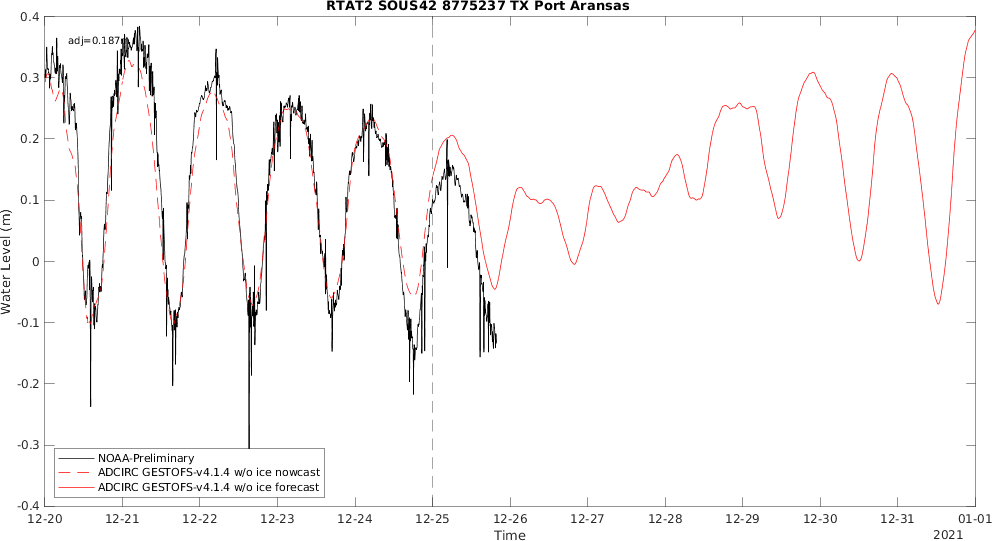 RTAT2 SOUS42 8775237 TX Port Aransas
adj=0.187
0.4
0.3
0.2
0.1
0
-0.1
-0.2
-0.3
-0.4
Water Level (m)
NOAA-Preliminary
ADCIRC GESTOFS-v4.1.4 w/o ice nowcast
ADCIRC GESTOFS-v4.1.4 w/o ice forecast
12-20 12-21 12-22 12-23 12-24 12-25 12-26 12-27 12-28 12-29 12-30 12-31 01-01
Time
2021